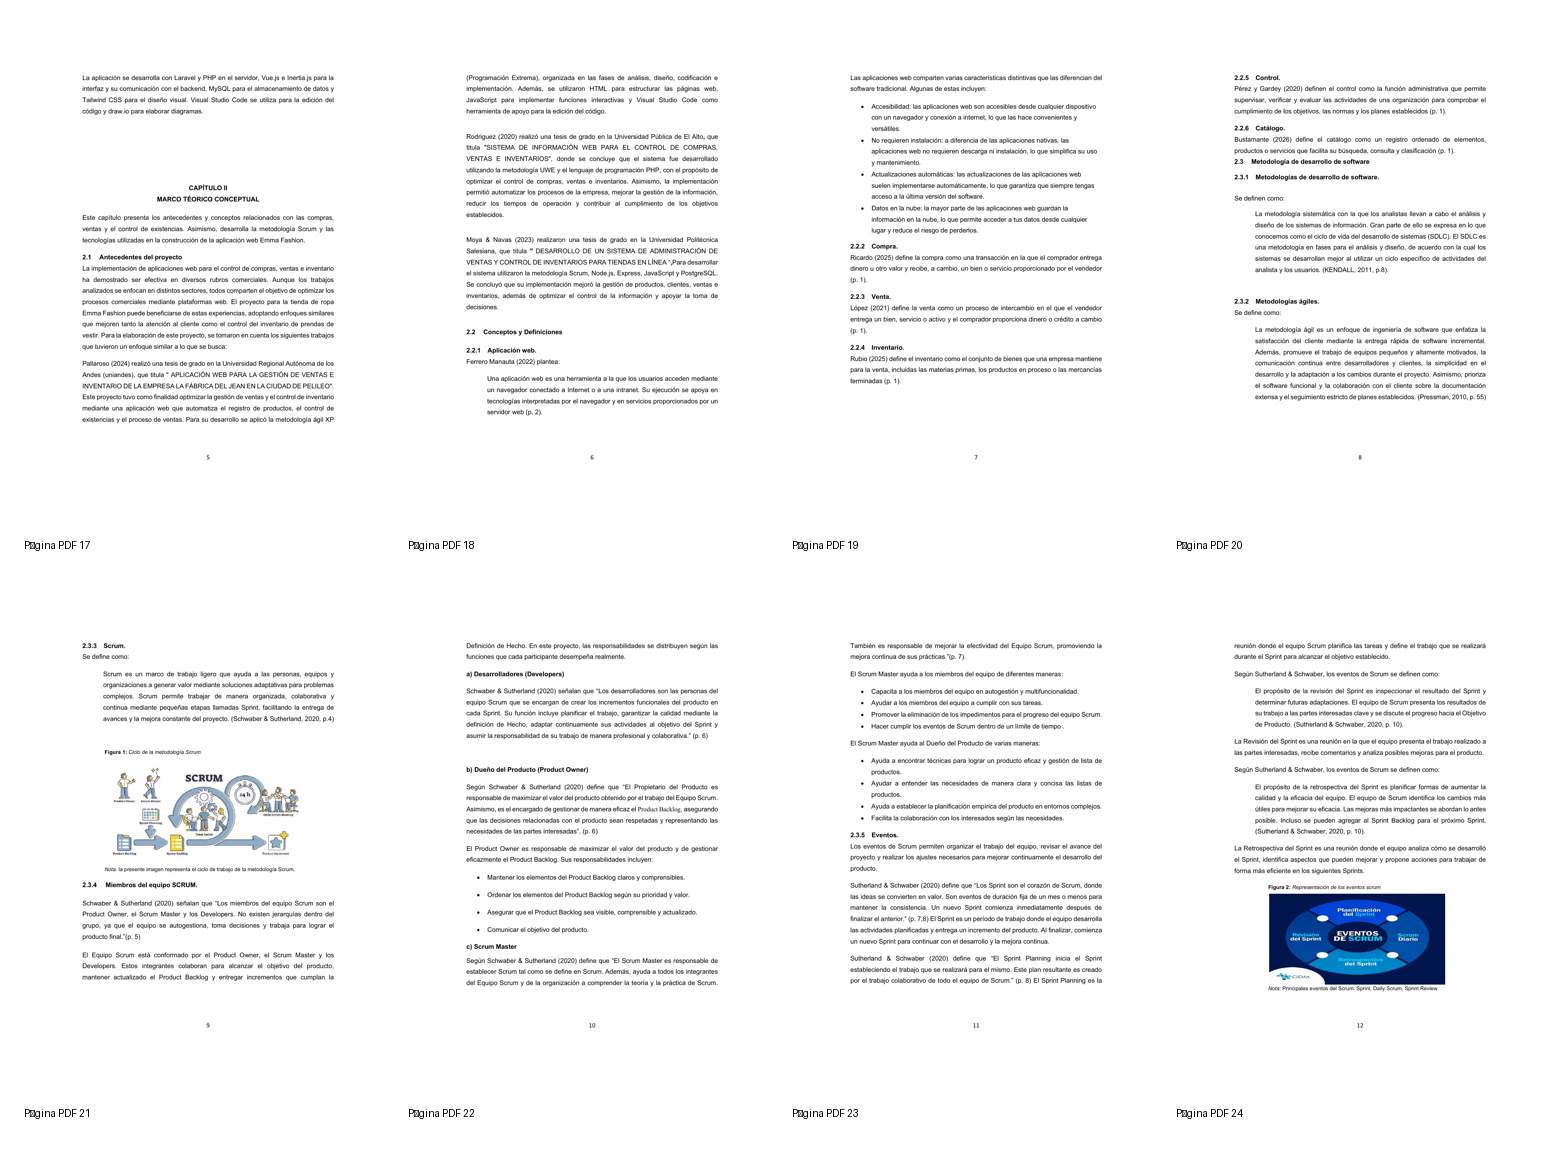 La aplicación se desarrolla con Laravel y PHP en el servidor, Vue.js e Inertia.js para la
interfaz y su comunicación con el backend, MySQL para el almacenamiento de datos y
Tailwind CSS para el diseño visual. Visual Studio Code se utiliza para la edición del
código y draw.io para elaborar diagramas.
CAPÍTULO II
MARCO TEÓRICO CONCEPTUAL
Este capítulo presenta los antecedentes y conceptos relacionados con las compras,
ventas y el control de existencias. Asimismo, desarrolla la metodología Scrum y las
tecnologías utilizadas en la construcción de la aplicación web Emma Fashion.
2.1 Antecedentes del proyecto
La implementación de aplicaciones web para el control de compras, ventas e inventario
ha demostrado ser efectiva en diversos rubros comerciales. Aunque los trabajos
analizados se enfocan en distintos sectores, todos comparten el objetivo de optimizar los
procesos comerciales mediante plataformas web. El proyecto para la tienda de ropa
Emma Fashion puede beneficiarse de estas experiencias, adoptando enfoques similares
que mejoren tanto la atención al cliente como el control del inventario de prendas de
vestir. Para la elaboración de este proyecto, se tomaron en cuenta los siguientes trabajos
que tuvieron un enfoque similar a lo que se busca:
Pallaroso (2024) realizó una tesis de grado en la Universidad Regional Autónoma de los
Andes (uniandes), que titula " APLICACIÓN WEB PARA LA GESTIÓN DE VENTAS E
INVENTARIO DE LA EMPRESA LA FÁBRICA DEL JEAN EN LA CIUDAD DE PELILEO".
Este proyecto tuvo como finalidad optimizar la gestión de ventas y el control de inventario
mediante una aplicación web que automatiza el registro de productos, el control de
existencias y el proceso de ventas. Para su desarrollo se aplicó la metodología ágil XP
5
Página PDF 17
(Programación Extrema), organizada en las fases de análisis, diseño, codificación e
implementación. Además, se utilizaron HTML para estructurar las páginas web,
JavaScript para implementar funciones interactivas y Visual Studio Code como
herramienta de apoyo para la edición del código.
Rodriguez (2020) realizó una tesis de grado en la Universidad Pública de El Alto, que
titula "SISTEMA DE INFORMACIÓN WEB PARA EL CONTROL DE COMPRAS,
VENTAS E INVENTARIOS", donde se concluye que el sistema fue desarrollado
utilizando la metodología UWE y el lenguaje de programación PHP, con el propósito de
optimizar el control de compras, ventas e inventarios. Asimismo, la implementación
permitió automatizar los procesos de la empresa, mejorar la gestión de la información,
reducir los tiempos de operación y contribuir al cumplimiento de los objetivos
establecidos.
Moya & Navas (2023) realizaron una tesis de grado en la Universidad Politécnica
Salesiana, que titula " DESARROLLO DE UN SISTEMA DE ADMINISTRACIÓN DE
VENTAS Y CONTROL DE INVENTARIOS PARA TIENDAS EN LÍNEA ",Para desarrollar
el sistema utilizaron la metodología Scrum, Node.js, Express, JavaScript y PostgreSQL.
Se concluyó que su implementación mejoró la gestión de productos, clientes, ventas e
inventarios, además de optimizar el control de la información y apoyar la toma de
decisiones.
2.2 Conceptos y Definiciones
2.2.1 Aplicación web.
Ferrero Manauta (2022) plantea:
Una aplicación web es una herramienta a la que los usuarios acceden mediante
un navegador conectado a Internet o a una intranet. Su ejecución se apoya en
tecnologías interpretadas por el navegador y en servicios proporcionados por un
servidor web (p. 2).
6
Página PDF 18
Las aplicaciones web comparten varias características distintivas que las diferencian del
software tradicional. Algunas de estas incluyen:
• Accesibilidad: las aplicaciones web son accesibles desde cualquier dispositivo
con un navegador y conexión a internet, lo que las hace convenientes y
versátiles.
• No requieren instalación: a diferencia de las aplicaciones nativas, las
aplicaciones web no requieren descarga ni instalación, lo que simplifica su uso
y mantenimiento.
• Actualizaciones automáticas: las actualizaciones de las aplicaciones web
suelen implementarse automáticamente, lo que garantiza que siempre tengas
acceso a la última versión del software.
• Datos en la nube: la mayor parte de las aplicaciones web guardan la
información en la nube, lo que permite acceder a tus datos desde cualquier
lugar y reduce el riesgo de perderlos.
2.2.2 Compra.
Ricardo (2025) define la compra como una transacción en la que el comprador entrega
dinero u otro valor y recibe, a cambio, un bien o servicio proporcionado por el vendedor
(p. 1).
2.2.3 Venta.
López (2021) define la venta como un proceso de intercambio en el que el vendedor
entrega un bien, servicio o activo y el comprador proporciona dinero o crédito a cambio
(p. 1).
2.2.4 Inventario.
Rubio (2025) define el inventario como el conjunto de bienes que una empresa mantiene
para la venta, incluidas las materias primas, los productos en proceso o las mercancías
terminadas (p. 1).
7
Página PDF 19
2.2.5 Control.
Pérez y Gardey (2020) definen el control como la función administrativa que permite
supervisar, verificar y evaluar las actividades de una organización para comprobar el
cumplimiento de los objetivos, las normas y los planes establecidos (p. 1).
2.2.6 Catálogo.
Bustamante (2026) define el catálogo como un registro ordenado de elementos,
productos o servicios que facilita su búsqueda, consulta y clasificación (p. 1).
2.3 Metodología de desarrollo de software
2.3.1 Metodologías de desarrollo de software.
Se definen como:
La metodología sistemática con la que los analistas llevan a cabo el análisis y
diseño de los sistemas de información. Gran parte de ello se expresa en lo que
conocemos como el ciclo de vida del desarrollo de sistemas (SDLC). El SDLC es
una metodología en fases para el análisis y diseño, de acuerdo con la cual los
sistemas se desarrollan mejor al utilizar un ciclo específico de actividades del
analista y los usuarios. (KENDALL, 2011, p.8).
2.3.2 Metodologías ágiles.
Se define como:
La metodología ágil es un enfoque de ingeniería de software que enfatiza la
satisfacción del cliente mediante la entrega rápida de software incremental.
Además, promueve el trabajo de equipos pequeños y altamente motivados, la
comunicación continua entre desarrolladores y clientes, la simplicidad en el
desarrollo y la adaptación a los cambios durante el proyecto. Asimismo, prioriza
el software funcional y la colaboración con el cliente sobre la documentación
extensa y el seguimiento estricto de planes establecidos. (Pressman, 2010, p. 55)
8
Página PDF 20
2.3.3 Scrum.
Se define como:
Scrum es un marco de trabajo ligero que ayuda a las personas, equipos y
organizaciones a generar valor mediante soluciones adaptativas para problemas
complejos. Scrum permite trabajar de manera organizada, colaborativa y
continua mediante pequeñas etapas llamadas Sprint, facilitando la entrega de
avances y la mejora constante del proyecto. (Schwaber & Sutherland, 2020, p.4)
Figura 1: Ciclo de la metodología Scrum
SCRUM
24 h
Nota: la presente imagen representa el ciclo de trabajo de la metodología Scrum.
2.3.4 Miembros del equipo SCRUM.
Schwaber & Sutherland (2020) señalan que "Los miembros del equipo Scrum son el
Product Owner, el Scrum Master y los Developers. No existen jerarquías dentro del
grupo, ya que el equipo se autogestiona, toma decisiones y trabaja para lograr el
producto final."(p. 5)
El Equipo Scrum está conformado por el Product Owner, el Scrum Master y los
Developers. Estos integrantes colaboran para alcanzar el objetivo del producto,
mantener actualizado el Product Backlog y entregar incrementos que cumplan la
9
Página PDF 21
Definición de Hecho. En este proyecto, las responsabilidades se distribuyen según las
funciones que cada participante desempeña realmente.
a) Desarrolladores (Developers)
Schwaber & Sutherland (2020) señalan que "Los desarrolladores son las personas del
equipo Scrum que se encargan de crear los incrementos funcionales del producto en
cada Sprint. Su función incluye planificar el trabajo, garantizar la calidad mediante la
definición de Hecho, adaptar continuamente sus actividades al objetivo del Sprint y
asumir la responsabilidad de su trabajo de manera profesional y colaborativa." (p. 6)
b) Dueño del Producto (Product Owner)
Según Schwaber & Sutherland (2020) define que "El Propietario del Producto es
responsable de maximizar el valor del producto obtenido por el trabajo del Equipo Scrum.
Asimismo, es el encargado de gestionar de manera eficaz el Product Backlog, asegurando
que las decisiones relacionadas con el producto sean respetadas y representando las
necesidades de las partes interesadas". (p. 6)
El Product Owner es responsable de maximizar el valor del producto y de gestionar
eficazmente el Product Backlog. Sus responsabilidades incluyen:
• Mantener los elementos del Product Backlog claros y comprensibles.
• Ordenar los elementos del Product Backlog según su prioridad y valor.
• Asegurar que el Product Backlog sea visible, comprensible y actualizado.
• Comunicar el objetivo del producto.
c) Scrum Master
Según Schwaber & Sutherland (2020) define que "El Scrum Master es responsable de
establecer Scrum tal como se define en Scrum. Además, ayuda a todos los integrantes
del Equipo Scrum y de la organización a comprender la teoría y la práctica de Scrum.
10
Página PDF 22
También es responsable de mejorar la efectividad del Equipo Scrum, promoviendo la
mejora continua de sus prácticas."(p. 7).
El Scrum Master ayuda a los miembros del equipo de diferentes maneras:
• Capacita a los miembros del equipo en autogestión y multifuncionalidad.
• Ayudar a los miembros del equipo a cumplir con sus tareas.
• Promover la eliminación de los impedimentos para el progreso del equipo Scrum.
• Hacer cumplir los eventos de Scrum dentro de un límite de tiempo .
El Scrum Master ayuda al Dueño del Producto de varias maneras:
• Ayuda a encontrar técnicas para lograr un producto eficaz y gestión de lista de
productos.
• Ayudar a entender las necesidades de manera clara y concisa las listas de
productos.
• Ayuda a establecer la planificación empírica del producto en entornos complejos.
• Facilita la colaboración con los interesados según las necesidades.
2.3.5 Eventos.
Los eventos de Scrum permiten organizar el trabajo del equipo, revisar el avance del
proyecto y realizar los ajustes necesarios para mejorar continuamente el desarrollo del
producto.
Sutherland & Schwaber (2020) define que "Los Sprint son el corazón de Scrum, donde
las ideas se convierten en valor. Son eventos de duración fija de un mes o menos para
mantener la consistencia. Un nuevo Sprint comienza inmediatamente después de
finalizar el anterior." (p. 7,8) El Sprint es un período de trabajo donde el equipo desarrolla
las actividades planificadas y entrega un incremento del producto. Al finalizar, comienza
un nuevo Sprint para continuar con el desarrollo y la mejora continua.
Sutherland & Schwaber (2020) define que "El Sprint Planning inicia el Sprint
estableciendo el trabajo que se realizará para el mismo. Este plan resultante es creado
por el trabajo colaborativo de todo el equipo de Scrum." (p. 8) El Sprint Planning es la
11
Página PDF 23
reunión donde el equipo Scrum planifica las tareas y define el trabajo que se realizará
durante el Sprint para alcanzar el objetivo establecido.
Según Sutherland & Schwaber, los eventos de Scrum se definen como:
El propósito de la revisión del Sprint es inspeccionar el resultado del Sprint y
determinar futuras adaptaciones. El equipo de Scrum presenta los resultados de
su trabajo a las partes interesadas clave y se discute el progreso hacia el Objetivo
de Producto. (Sutherland & Schwaber, 2020, p. 10).
La Revisión del Sprint es una reunión en la que el equipo presenta el trabajo realizado a
las partes interesadas, recibe comentarios y analiza posibles mejoras para el producto.
Según Sutherland & Schwaber, los eventos de Scrum se definen como:
El propósito de la retrospectiva del Sprint es planificar formas de aumentar la
calidad y la eficacia del equipo. El equipo de Scrum identifica los cambios más
útiles para mejorar su eficacia. Las mejoras más impactantes se abordan lo antes
posible. Incluso se pueden agregar al Sprint Backlog para el próximo Sprint.
(Sutherland & Schwaber, 2020, p. 10).
La Retrospectiva del Sprint es una reunión donde el equipo analiza cómo se desarrolló
el Sprint, identifica aspectos que pueden mejorar y propone acciones para trabajar de
forma más eficiente en los siguientes Sprints.
Figura 2: Representación de los eventos scrum
Planificación
del Sprint
Revisión
del Sprint
EVENTOS
DE SCRUM
Scrum
Diario
Retrospectiva
del Sprint
Nota: Principales eventos del Scrum: Sprint, Daily Scrum, Sprint Review
12
Página PDF 24